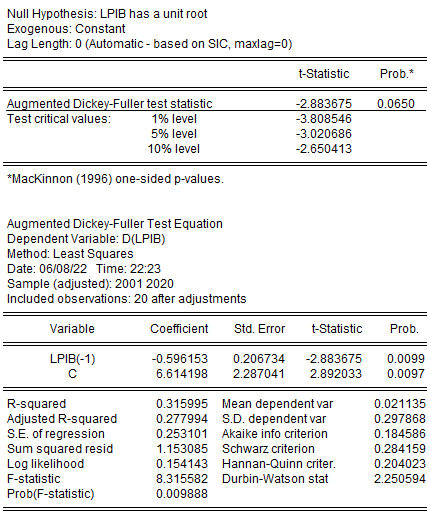 Null Hypothesis: LPIB has a unit root
Exogenous: Constant
Lag Length: 0 (Automatic - based on SIC, maxlag=0)
t-Statistic Prob.*
Augmented Dickey-Fuller test statistic -2.883675 0.0650
Test critical values: 1% level -3.808546
5% level -3.020686
10% level -2.650413
*MacKinnon (1996) one-sided p-values.
Augmented Dickey-Fuller Test Equation
Dependent Variable: D(LPIB)
Method: Least Squares
Date: 06/08/22 Time: 22:23
Sample (adjusted): 2001 2020
Included observations: 20 after adjustments
Variable Coefficient Std. Error t-Statistic Prob.
LPIB(-1) -0.596153 0.206734 -2.883675 0.0099
C 6.614198 2.287041 2.892033 0.0097
R-squared 0.315995 Mean dependent var 0.021135
Adjusted R-squared 0.277994 S.D. dependent var 0.297868
S.E. of regression 0.253101 Akaike info criterion 0.184586
Sum squared resid 1.153085 Schwarz criterion 0.284159
Log likelihood 0.154143 Hannan-Quinn criter. 0.204023
F-statistic 8.315582 Durbin-Watson stat 2.250594
Prob(F-statistic) 0.009888